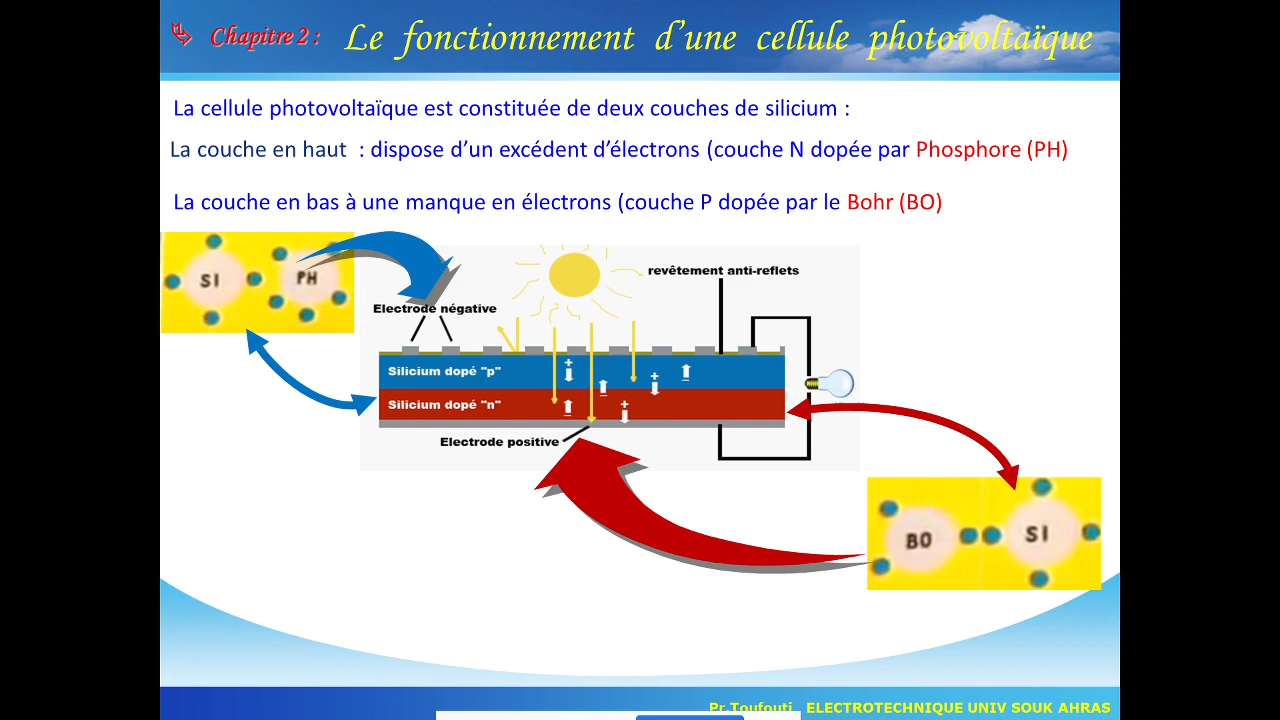 Chapitre 2 : Le fonctionnement d’une cellule photovoltaïque
La cellule photovoltaïque est constituée de deux couches de silicium :
La couche en haut : dispose d’un excédent d’électrons (couche N dopée par Phosphore (PH)
La couche en bas à une manque en électrons (couche P dopée par le Bohr (BO)
SI PH
revêtement anti-reflets
Electrode négative
Silicium dopé "p"
Silicium dopé "n"
Electrode positive
BO SI
Pr.Toufouti ELECTROTECHNIQUE UNIV SOUK AHRAS